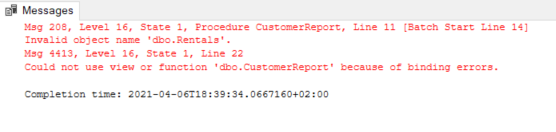 Messages
Msg 208, Level 16, State 1, Procedure CustomerReport, Line 11 [Batch Start Line 14]
Invalid object name 'dbo.Rentals'.
Msg 4413, Level 16, State 1, Line 22
Could not use view or function 'dbo.CustomerReport' because of binding errors.
Completion time: 2021-04-06T18:39:34.0667160+02:00